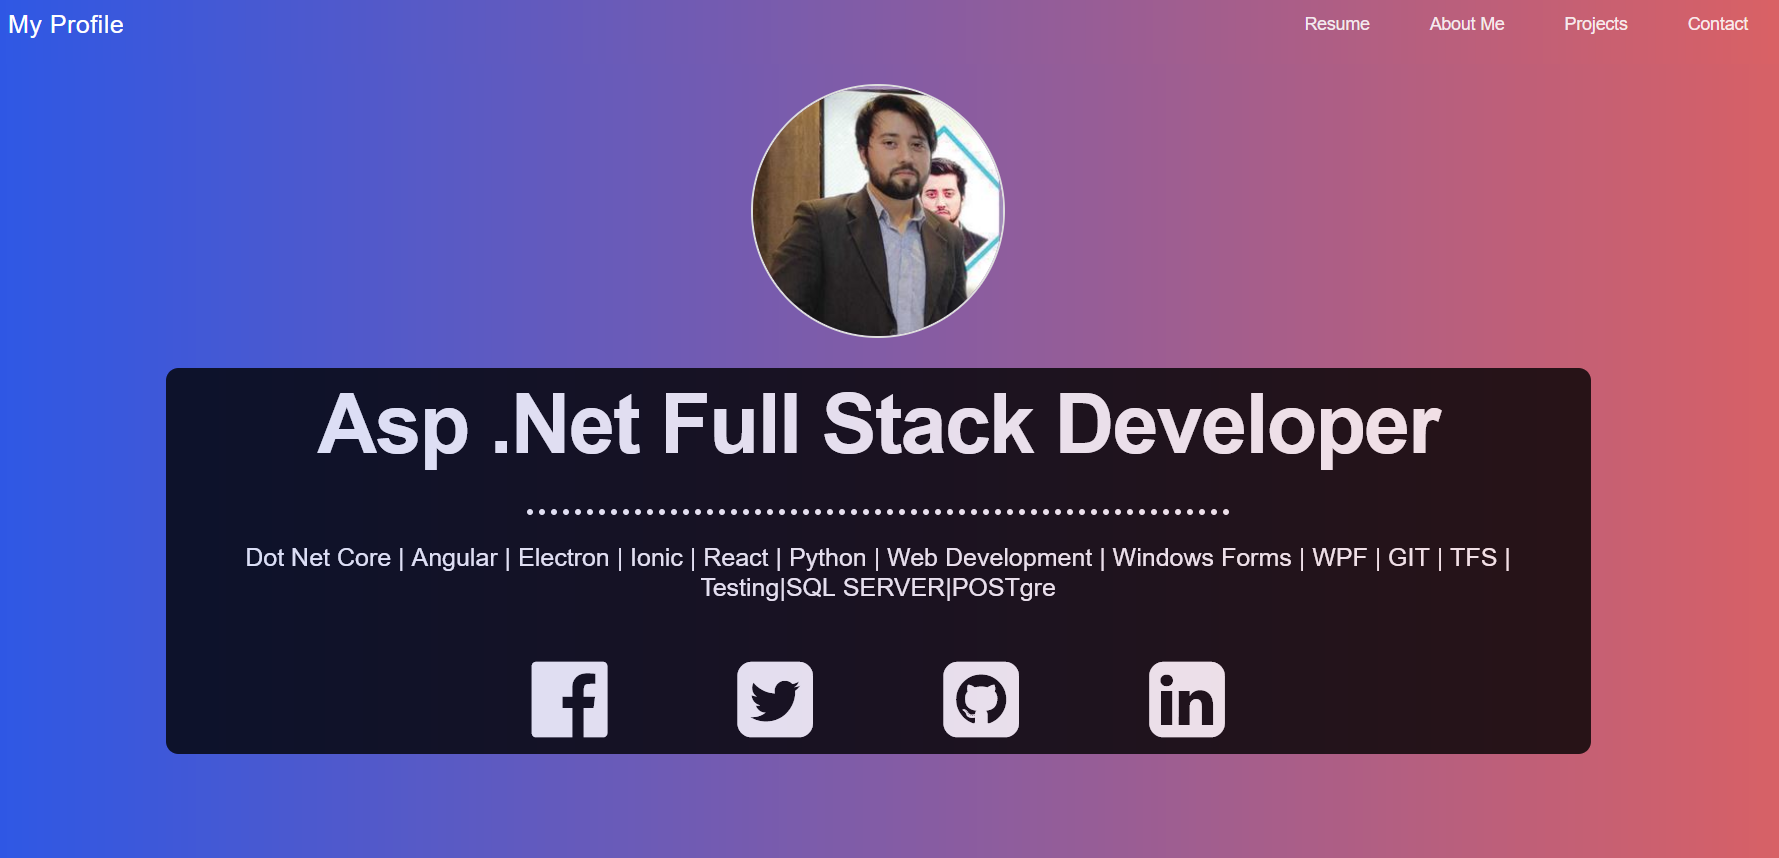 My Profile
Resume About Me Projects Contact
Asp .Net Full Stack Developer
Dot Net Core | Angular | Electron | Ionic | React | Python | Web Development | Windows Forms | WPF | GIT | TFS |
Testing|SQL SERVER|POSTgre